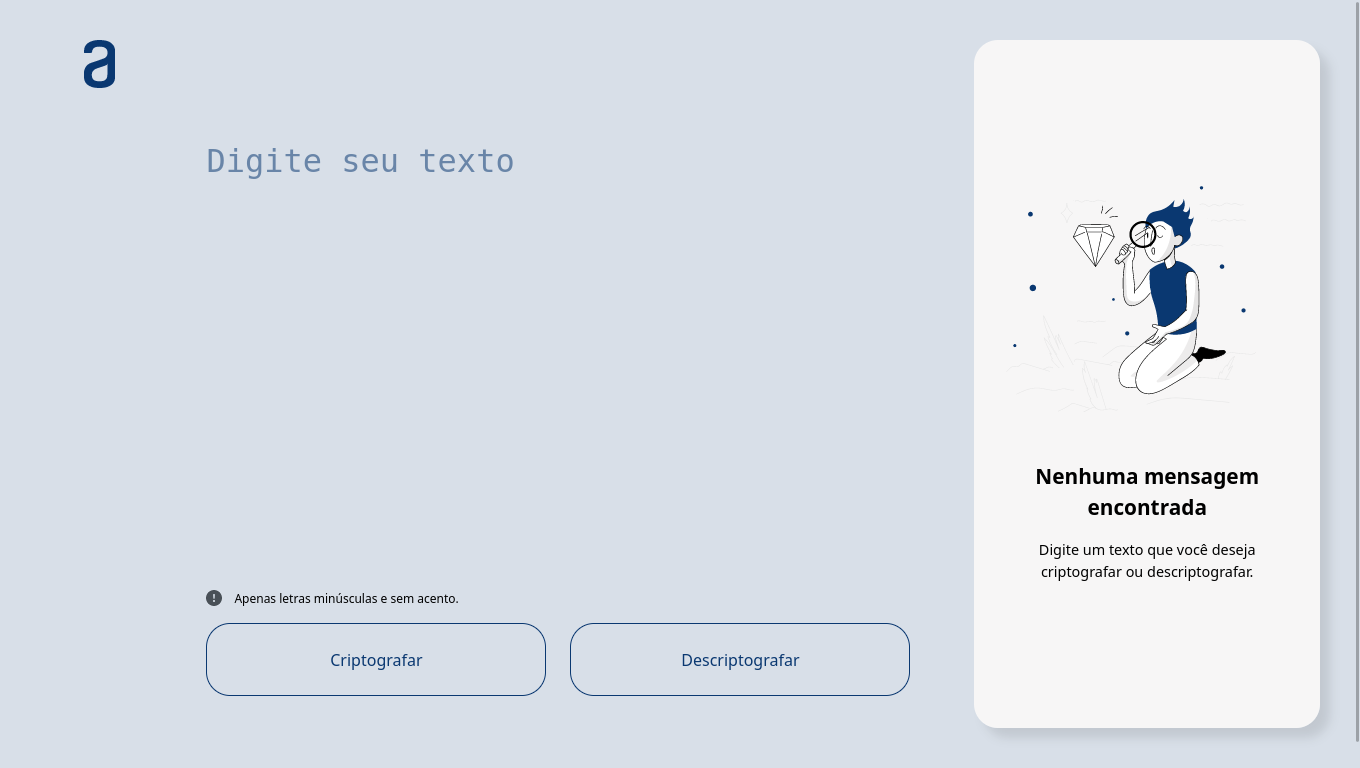 a
Digite seu texto
Apenas letras minúsculas e sem acento.
Criptografar
Descriptografar
Nenhuma mensagem
encontrada
Digite um texto que você deseja
criptografar ou descriptografar.